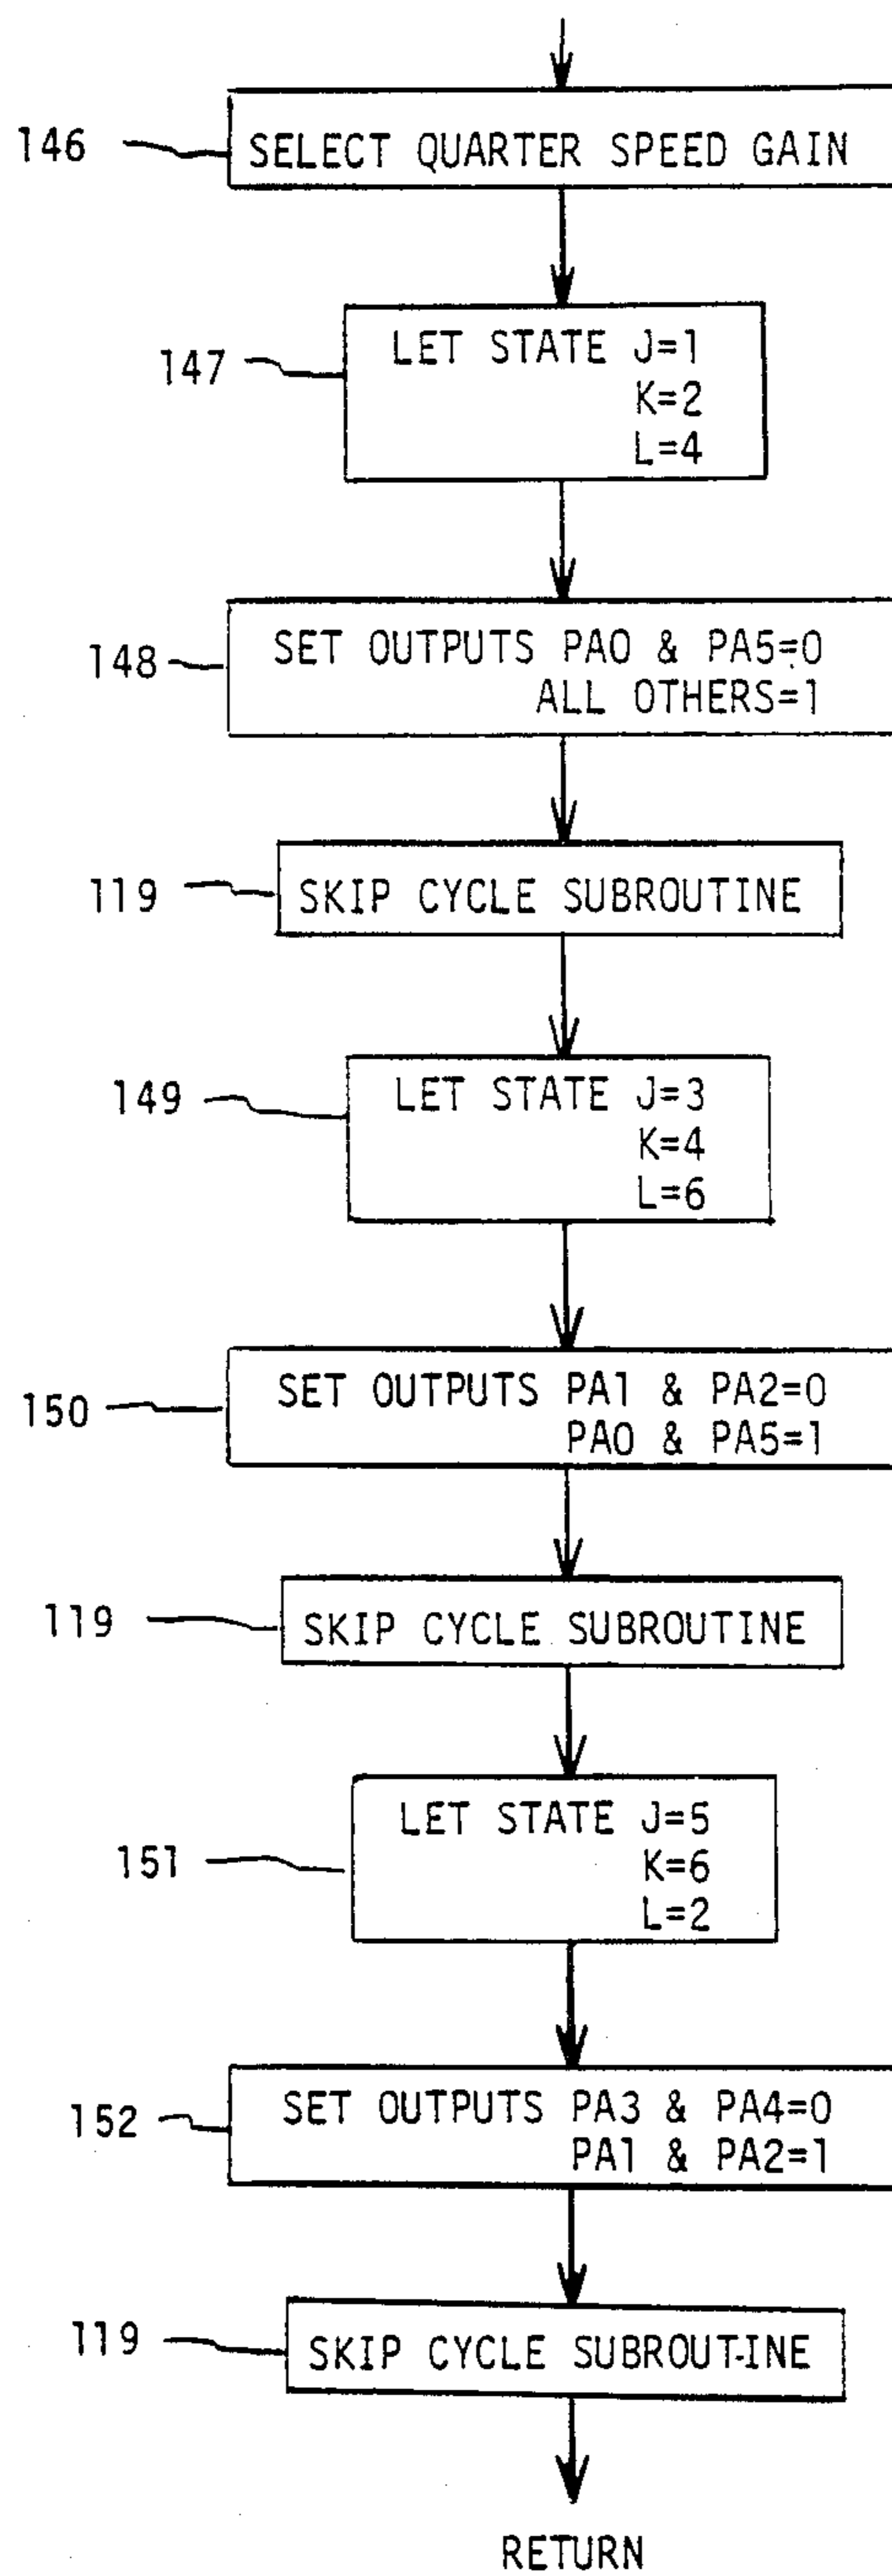 146 SELECT QUARTER SPEED GAIN
147 LET STATE J=1
K=2
L=4
148 SET OUTPUTS PA0 & PA5=0
ALL OTHERS=1
119 SKIP CYCLE SUBROUTINE
149 LET STATE J=3
K=4
L=6
150 SET OUTPUTS PA1 & PA2=0
PA0 & PA5=1
119 SKIP CYCLE SUBROUTINE
151 LET STATE J=5
K=6
L=2
152 SET OUTPUTS PA3 & PA4=0
PA1 & PA2=1
119 SKIP CYCLE SUBROUTINE
RETURN